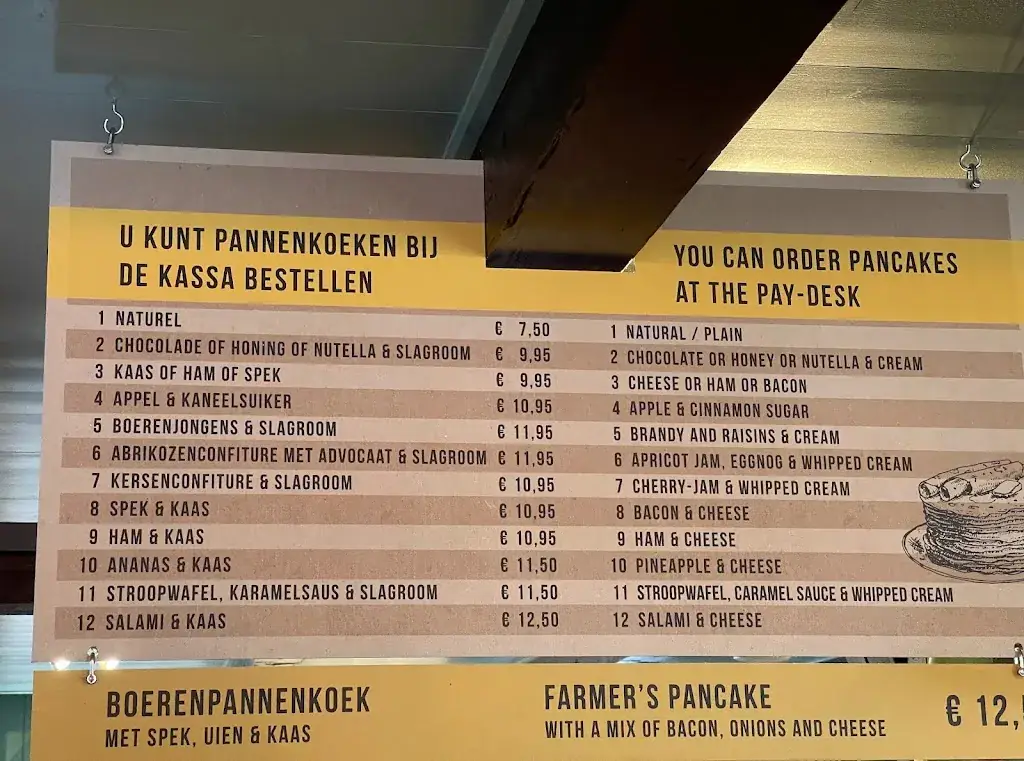 U KUNT PANNENKOEKEN BIJ
DE KASSA BESTELLEN
YOU CAN ORDER PANCAKES
AT THE PAY-DESK
1 NATUREL € 7,50 1 NATURAL / PLAIN
2 CHOCOLADE OF HONiNG OF NUTELLA & SLAGROOM € 9,95 2 CHOCOLATE OR HONEY OR NUTELLA & CREAM
3 KAAS OF HAM OF SPEK € 9,95 3 CHEESE OR HAM OR BACON
4 APPEL & KANEELSUIKER € 10,95 4 APPLE & CINNAMON SUGAR
5 BOERENJONGENS & SLAGROOM € 11,95 5 BRANDY AND RAISINS & CREAM
6 ABRIKOZENCONFITURE MET ADVOCAAT & SLAGROOM € 11,95 6 APRICOT JAM, EGGNOG & WHIPPED CREAM
7 KERSENCONFITURE & SLAGROOM € 10,95 7 CHERRY-JAM & WHIPPED CREAM
8 SPEK & KAAS € 10,95 8 BACON & CHEESE
9 HAM & KAAS € 10,95 9 HAM & CHEESE
10 ANANAS & KAAS € 11,50 10 PINEAPPLE & CHEESE
11 STROOPWAFEL, KARAMELSAUS & SLAGROOM € 11,50 11 STROOPWAFEL, CARAMEL SAUCE & WHIPPED CREAM
12 SALAMI & KAAS € 12,50 12 SALAMI & CHEESE
BOERENPANNENKOEK
MET SPEK, UIEN & KAAS
FARMER'S PANCAKE
WITH A MIX OF BACON, ONIONS AND CHEESE
€ 12,